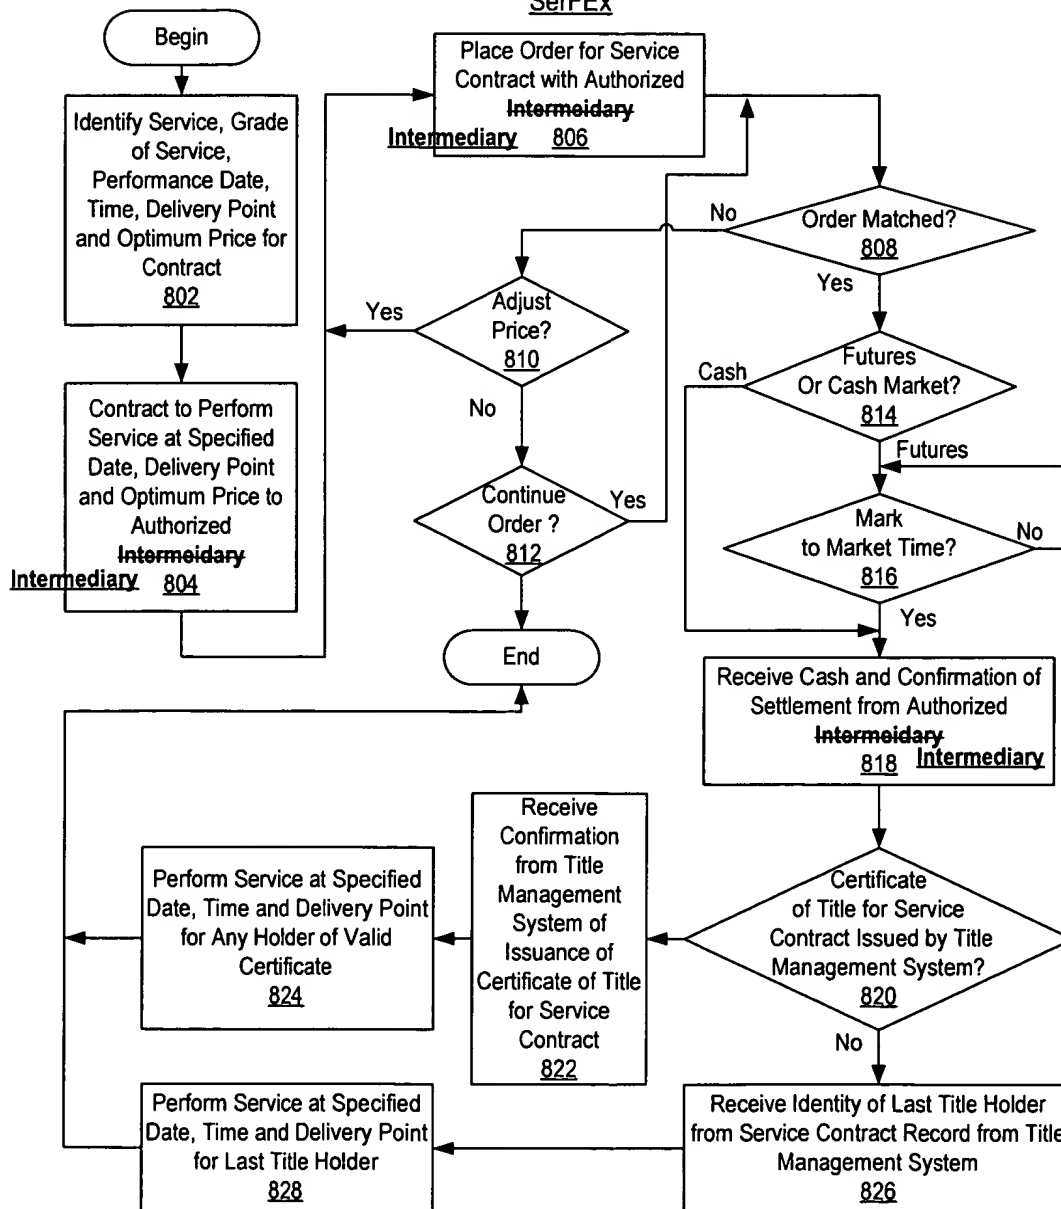 SerFEx
Begin
Identify Service, Grade
of Service,
Performance Date,
Time, Delivery Point
and Optimum Price for
Contract
802
Contract to Perform
Service at Specified
Date, Delivery Point
and Optimum Price to
Authorized
Intermeidary
Intermediary 804
Place Order for Service
Contract with Authorized
Intermeidary
Intermediary 806
Order Matched?
808
No
Yes
Adjust
Price?
810
Yes
No
Continue
Order ?
812
Yes
End
Futures
Or Cash Market?
814
Cash
Futures
Mark
to Market Time?
816
No
Yes
Receive Cash and Confirmation of
Settlement from Authorized
Intermeidary
818 Intermediary
Certificate
of Title for Service
Contract Issued by Title
Management System?
820
No
Receive
Confirmation
from Title
Management
System of
Issuance of
Certificate of Title
for Service
Contract
822
Perform Service at Specified
Date, Time and Delivery Point
for Any Holder of Valid
Certificate
824
Receive Identity of Last Title Holder
from Service Contract Record from Title
Management System
826
Perform Service at Specified
Date, Time and Delivery Point
for Last Title Holder
828